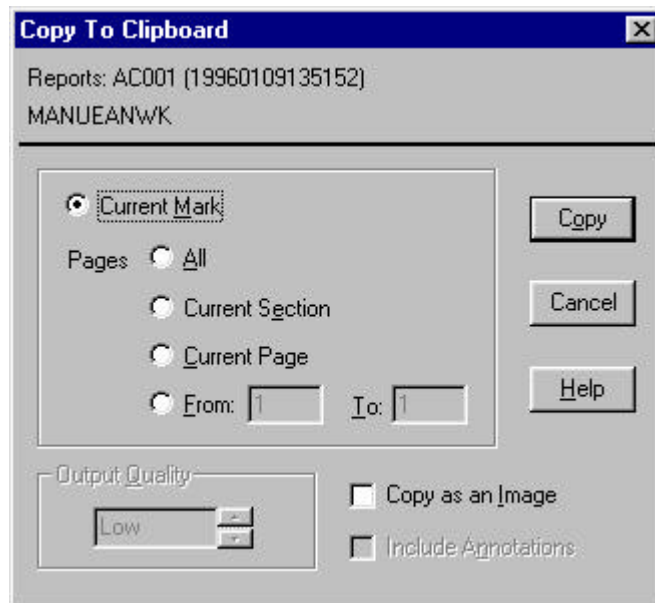 Copy To Clipboard
Reports: AC001 (19960109135152)
MANUEANWK
Current Mark
Copy
Pages All
Current Section
Cancel
Current Page
From: 1 To: 1
Help
Output Quality
Low
Copy as an Image
Include Annotations